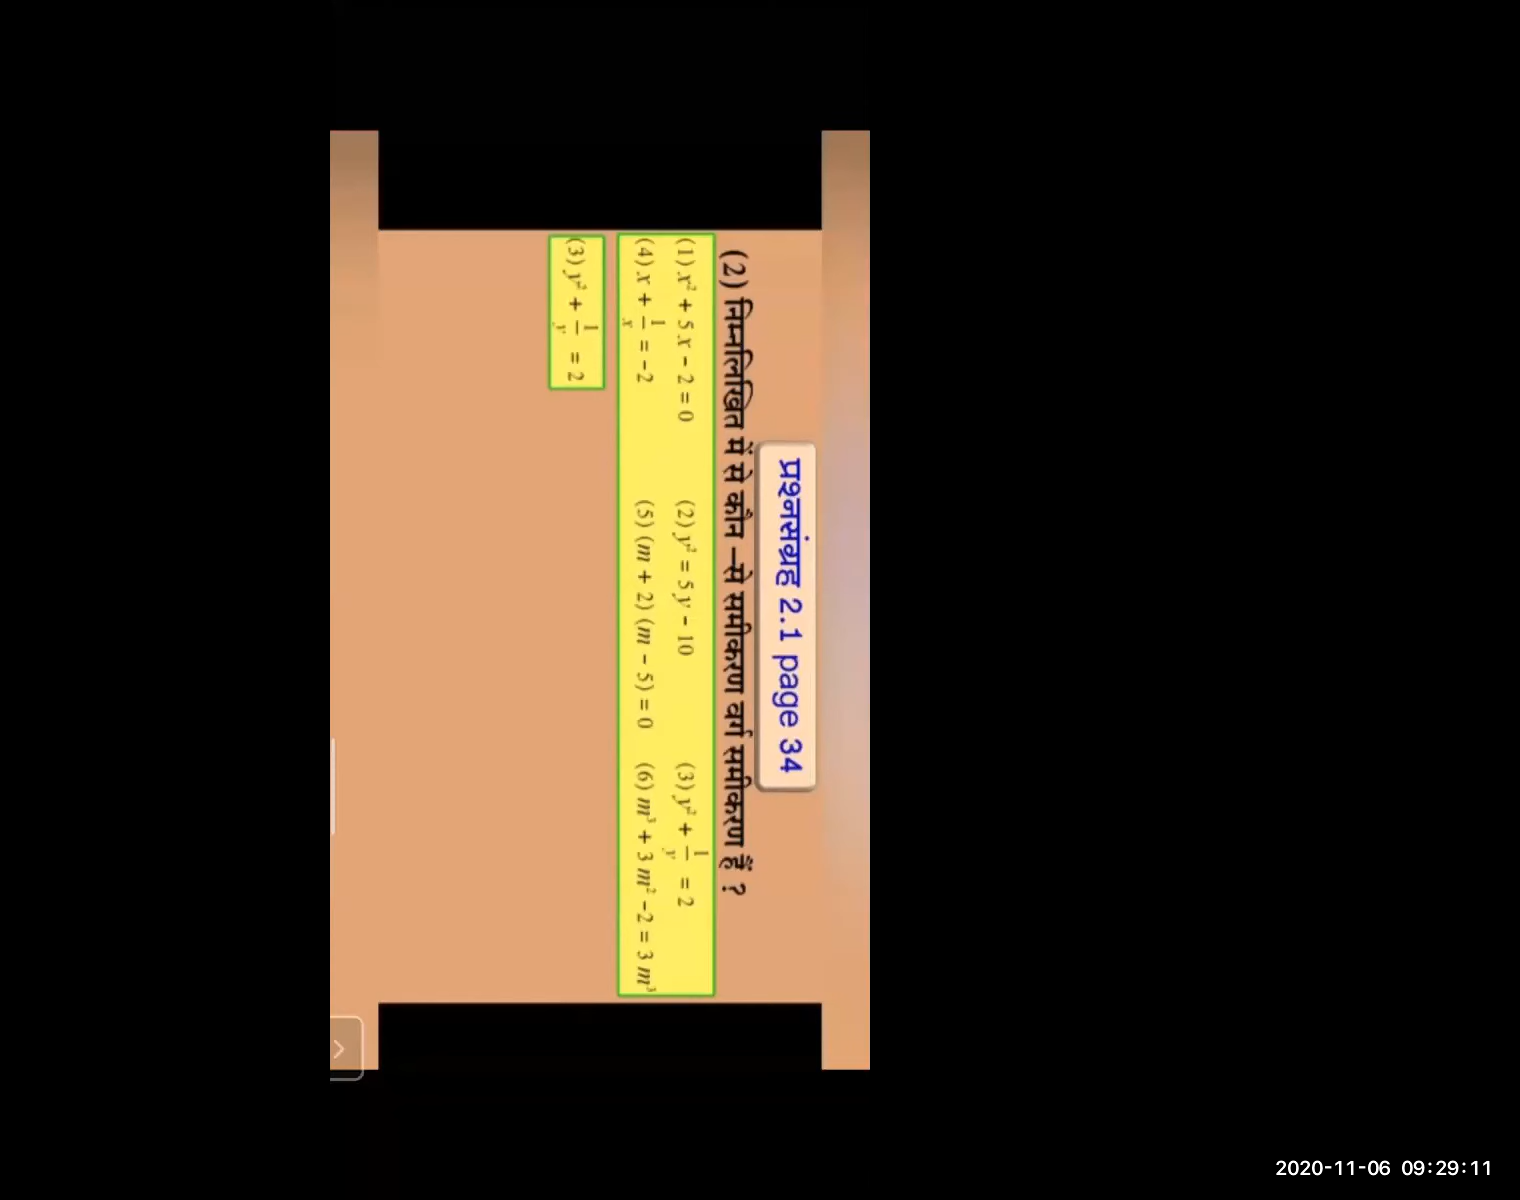 प्रश्नसंग्रह 2.1 page 34
(2) निम्नलिखित में से कौन –से समीकरण वर्ग समीकरण हैं ?
(1) x² + 5x – 2 = 0 (2) y² = 5y – 10 (3) y² + 1/y = 2
(4) x + 1/x = –2 (5) (m + 2) (m – 5) = 0 (6) m³ + 3m² –2 = 3m³
(3) y² + 1/y = 2
2020-11-06 09:29:11